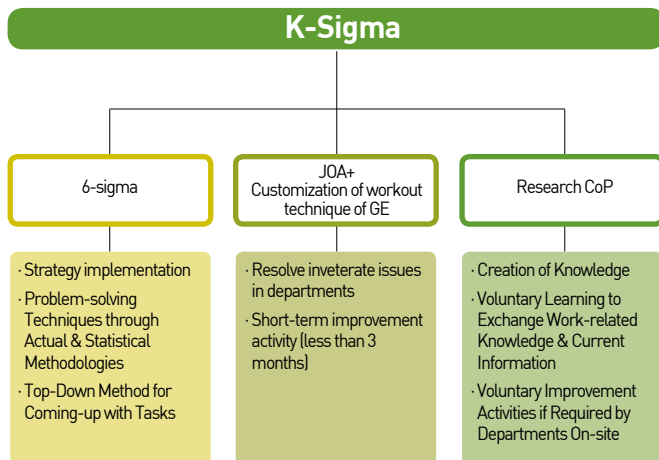 K-Sigma
6-sigma
JOA+
Customization of workout
technique of GE
Research CoP
· Strategy implementation
· Problem-solving
Techniques through
Actual & Statistical
Methodologies
· Top-Down Method for
Coming-up with Tasks
· Resolve inveterate issues
in departments
· Short-term improvement
activity (less than 3
months)
· Creation of Knowledge
· Voluntary Learning to
Exchange Work-related
Knowledge & Current
Information
· Voluntary Improvement
Activities if Required by
Departments On-site